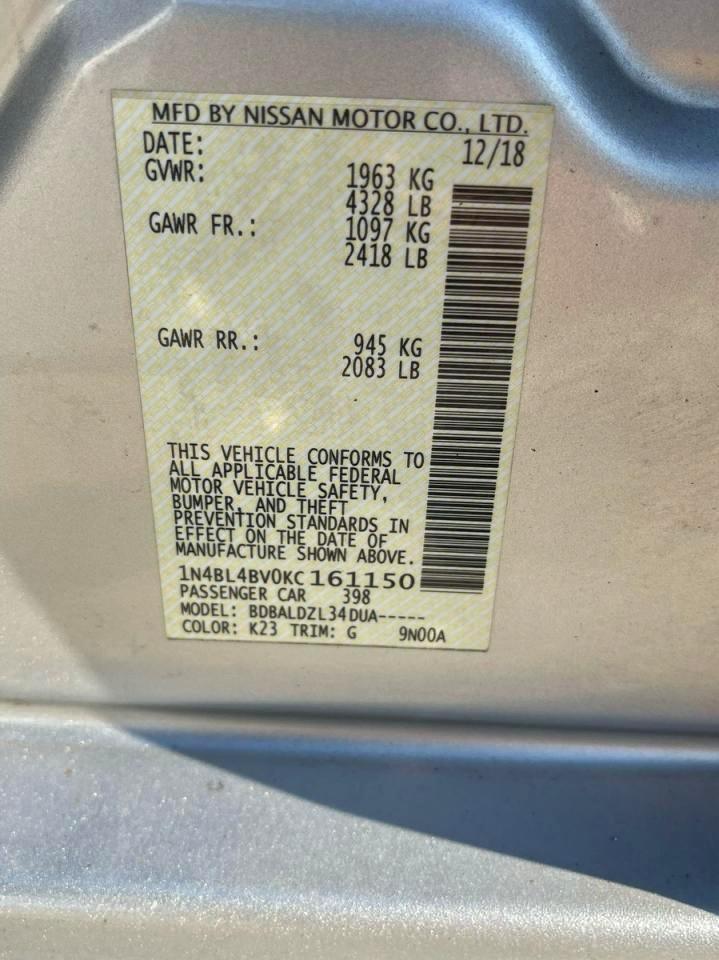 MFD BY NISSAN MOTOR CO., LTD.
DATE: 12/18
GVWR: 1963 KG
4328 LB
GAWR FR.: 1097 KG
2418 LB
GAWR RR.: 945 KG
2083 LB
THIS VEHICLE CONFORMS TO
ALL APPLICABLE FEDERAL
MOTOR VEHICLE SAFETY,
BUMPER, AND THEFT
PREVENTION STANDARDS IN
EFFECT ON THE DATE OF
MANUFACTURE SHOWN ABOVE.
1N4BL4BV0KC161150
PASSENGER CAR 398
MODEL: BDBALDZL34DUA-----
COLOR: K23 TRIM: G 9N00A